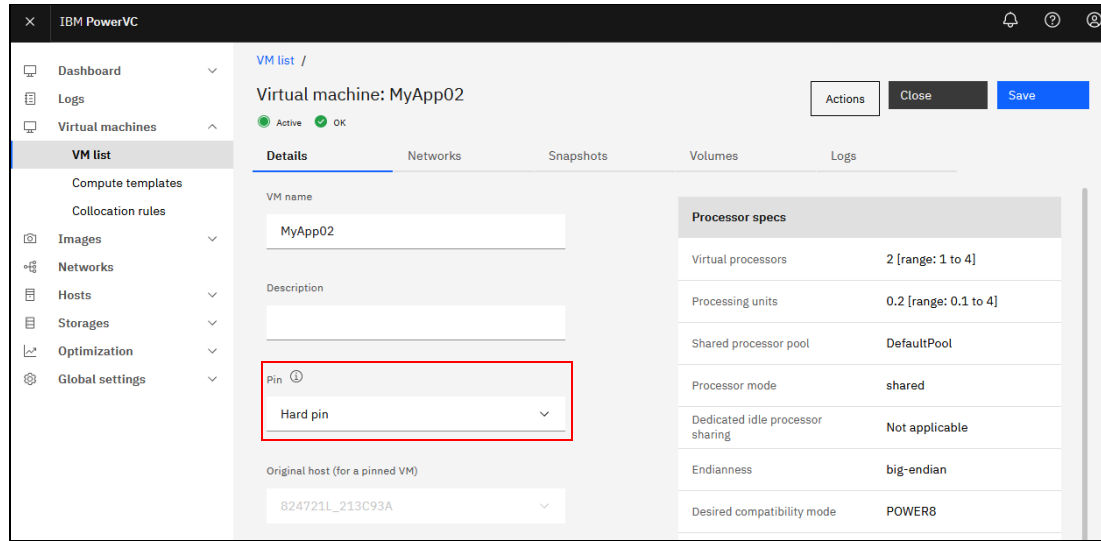 IBM PowerVC
Dashboard
Logs
Virtual machines
VM list
Compute templates
Collocation rules
Images
Networks
Hosts
Storages
Optimization
Global settings
VM list /
Virtual machine: MyApp02
Active OK
Actions
Close
Save
Details Networks Snapshots Volumes Logs
VM name
MyApp02
Description
Pin
Hard pin
Original host (for a pinned VM)
824721L_213C93A
Processor specs
Virtual processors 2 [range: 1 to 4]
Processing units 0.2 [range: 0.1 to 4]
Shared processor pool DefaultPool
Processor mode shared
Dedicated idle processor
sharing Not applicable
Endianness big-endian
Desired compatibility mode POWER8